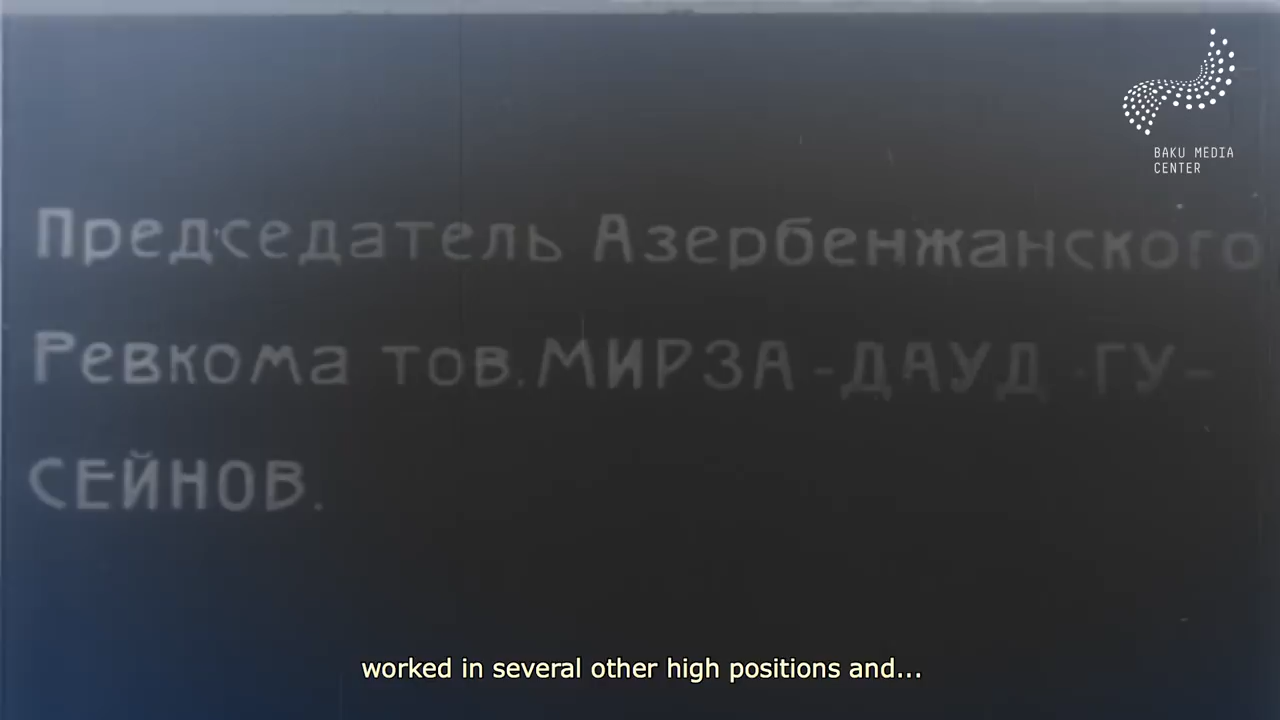 BAKU MEDIA
CENTER
Председатель Азербенжанского
Ревкома тов. МИРЗА-ДАУД-ГУ-
СЕЙНОВ.
worked in several other high positions and...